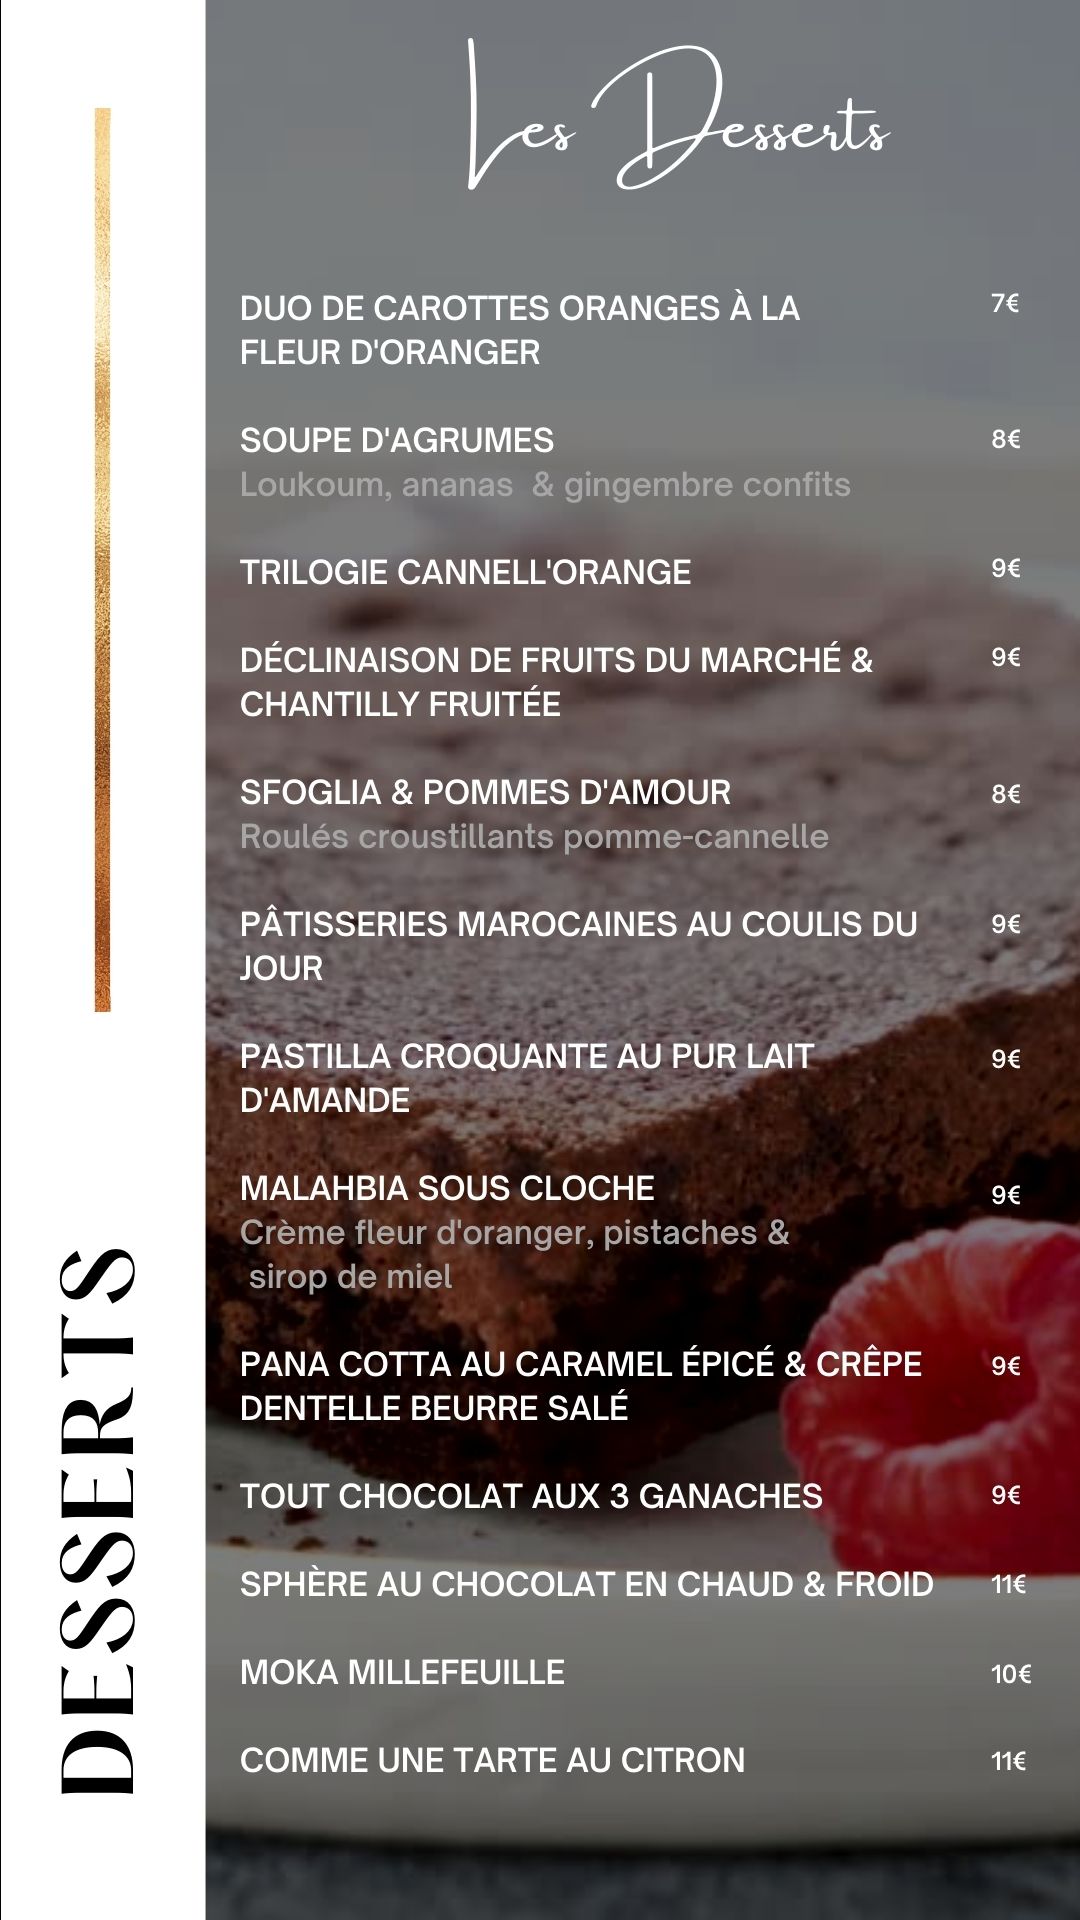 Les Desserts
DUO DE CAROTTES ORANGES À LA 7€
FLEUR D'ORANGER
SOUPE D'AGRUMES 8€
Loukoum, ananas  & gingembre confits
TRILOGIE CANNELL'ORANGE 9€
DÉCLINAISON DE FRUITS DU MARCHÉ & 9€
CHANTILLY FRUITÉE
SFOGLIA & POMMES D'AMOUR 8€
Roulés croustillants pomme-cannelle
PÂTISSERIES MAROCAINES AU COULIS DU 9€
JOUR
PASTILLA CROQUANTE AU PUR LAIT 9€
D'AMANDE
MALAHBIA SOUS CLOCHE 9€
Crème fleur d'oranger, pistaches &
sirop de miel
PANA COTTA AU CARAMEL ÉPICÉ & CRÊPE 9€
DENTELLE BEURRE SALÉ
TOUT CHOCOLAT AUX 3 GANACHES 9€
SPHÈRE AU CHOCOLAT EN CHAUD & FROID 11€
MOKA MILLEFEUILLE 10€
COMME UNE TARTE AU CITRON 11€
DESSERTS